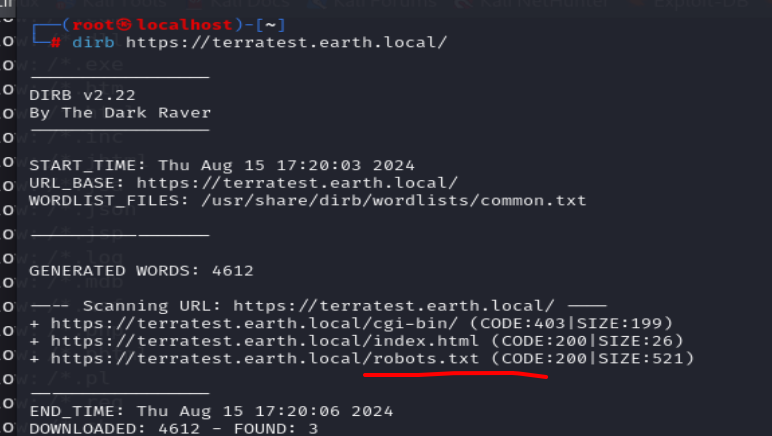 ┌──(root㉿localhost)-[~]
└─# dirb https://terratest.earth.local/
-----------------
DIRB v2.22
By The Dark Raver
-----------------
START_TIME: Thu Aug 15 17:20:03 2024
URL_BASE: https://terratest.earth.local/
WORDLIST_FILES: /usr/share/dirb/wordlists/common.txt
-----------------
GENERATED WORDS: 4612
---- Scanning URL: https://terratest.earth.local/ ----
+ https://terratest.earth.local/cgi-bin/ (CODE:403|SIZE:199)
+ https://terratest.earth.local/index.html (CODE:200|SIZE:26)
+ https://terratest.earth.local/robots.txt (CODE:200|SIZE:521)
-----------------
END_TIME: Thu Aug 15 17:20:06 2024
DOWNLOADED: 4612 - FOUND: 3